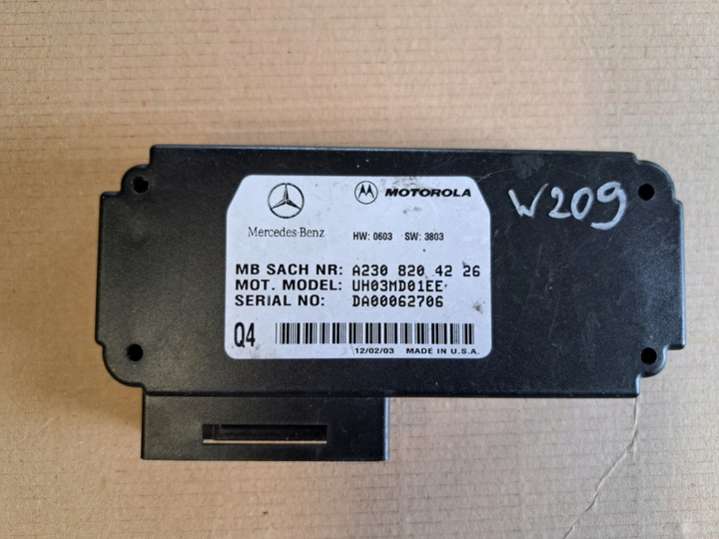 MOTOROLA
W209
Mercedes-Benz
HW: 0603 SW: 3803
MB SACH NR: A230 820 42 26
MOT. MODEL: UH03MD01EE
SERIAL NO: DA00062706
Q4
12/02/03 MADE IN U.S.A.